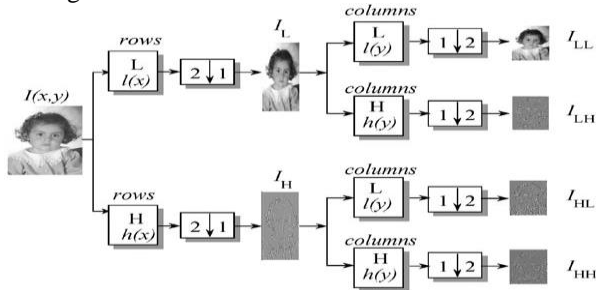 I(x,y)
rows
L
l(x)
2↓1
I_L
columns
L
l(y)
1↓2
I_LL
columns
H
h(y)
1↓2
I_LH
rows
H
h(x)
2↓1
I_H
columns
L
l(y)
1↓2
I_HL
columns
H
h(y)
1↓2
I_HH